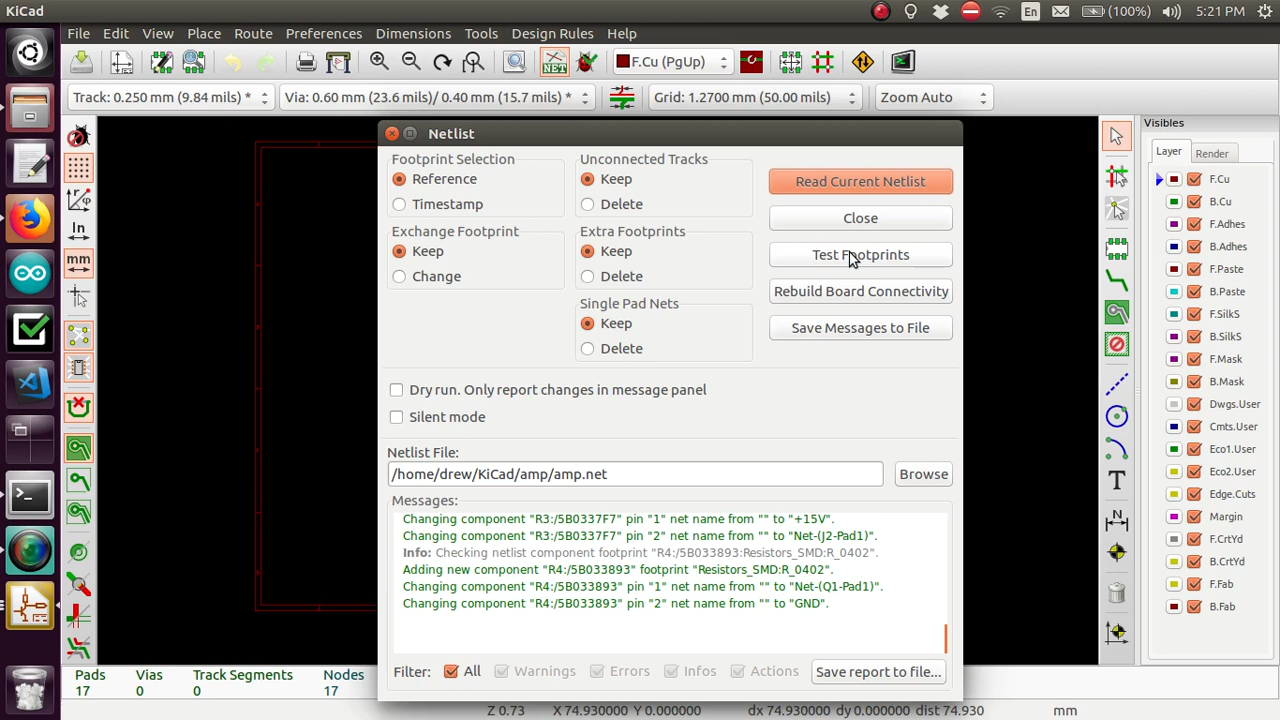 KiCad
En
(100%)
5:21 PM
File Edit View Place Route Preferences Dimensions Tools Design Rules Help
NET
F.Cu (PgUp)
Track: 0.250 mm (9.84 mils) *
Via: 0.60 mm (23.6 mils)/ 0.40 mm (15.7 mils) *
Grid: 1.2700 mm (50.00 mils)
Zoom Auto
Visibles
Layer Render
F.Cu
B.Cu
F.Adhes
B.Adhes
F.Paste
B.Paste
F.SilkS
B.SilkS
F.Mask
B.Mask
Dwgs.User
Cmts.User
Eco1.User
Eco2.User
Edge.Cuts
Margin
F.CrtYd
B.CrtYd
F.Fab
B.Fab
In
mm
Netlist
Footprint Selection
Reference
Timestamp
Exchange Footprint
Keep
Change
Unconnected Tracks
Keep
Delete
Extra Footprints
Keep
Delete
Single Pad Nets
Keep
Delete
Read Current Netlist
Close
Test Footprints
Rebuild Board Connectivity
Save Messages to File
Dry run. Only report changes in message panel
Silent mode
Netlist File:
/home/drew/KiCad/amp/amp.net
Browse
Messages:
Changing component "R3:/5B0337F7" pin "1" net name from "" to "+15V".
Changing component "R3:/5B0337F7" pin "2" net name from "" to "Net-(J2-Pad1)".
Info: Checking netlist component footprint "R4:/5B033893:Resistors_SMD:R_0402".
Adding new component "R4:/5B033893" footprint "Resistors_SMD:R_0402".
Changing component "R4:/5B033893" pin "1" net name from "" to "Net-(Q1-Pad1)".
Changing component "R4:/5B033893" pin "2" net name from "" to "GND".
Filter: All Warnings Errors Infos Actions Save report to file...
Pads Vias Track Segments Nodes
17 0 0 17
Z 0.73 X 74.930000 Y 0.000000 dx 74.930000 dy 0.000000 dist 74.930 mm